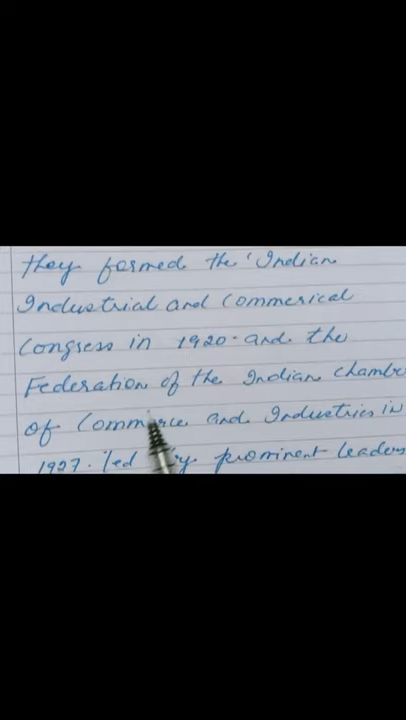 they formed the 'Indian
Industrial and Commerical
Congress in 1920. and the
Federation of the Indian Chambe
of Commerce and Industries in
1927. led by prominent leaders